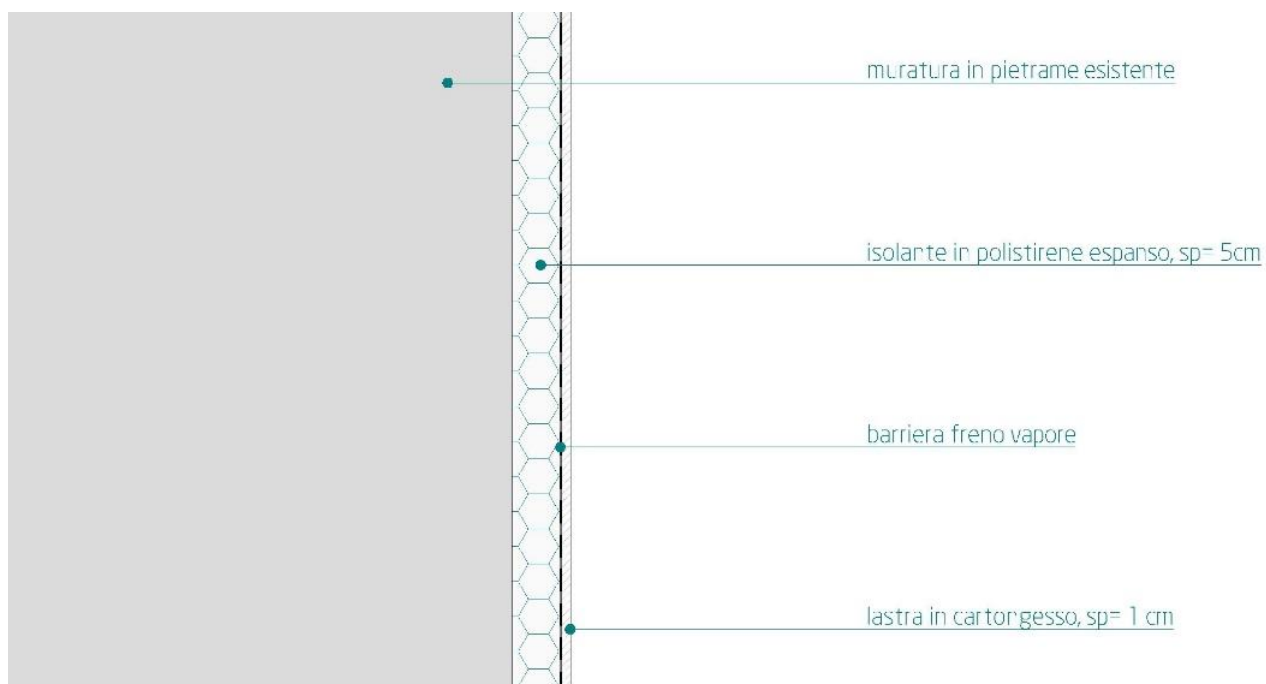 muratura in pietrame esistente
isolante in polistirene espanso, sp= 5cm
barriera freno vapore
lastra in cartongesso, sp= 1 cm